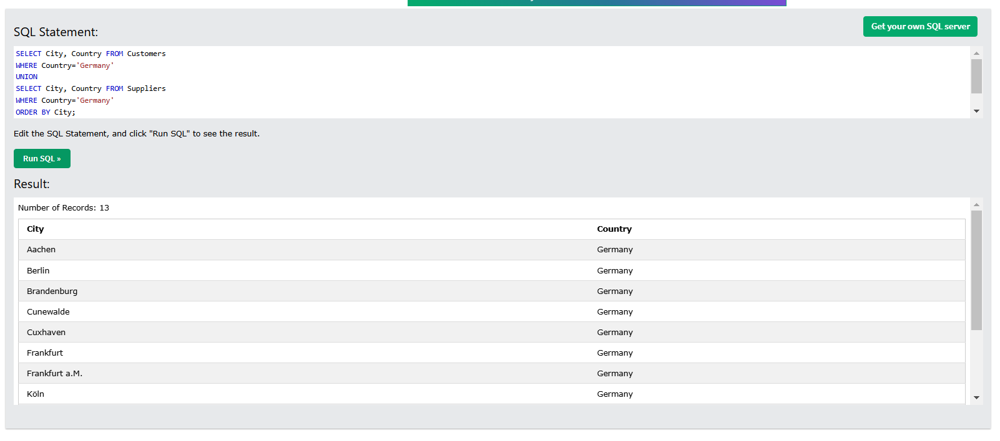 SQL Statement:
Get your own SQL server
SELECT City, Country FROM Customers
WHERE Country='Germany'
UNION
SELECT City, Country FROM Suppliers
WHERE Country='Germany'
ORDER BY City;
Edit the SQL Statement, and click "Run SQL" to see the result.
Run SQL »
Result:
Number of Records: 13
City Country
Aachen Germany
Berlin Germany
Brandenburg Germany
Cunewalde Germany
Cuxhaven Germany
Frankfurt Germany
Frankfurt a.M. Germany
Köln Germany